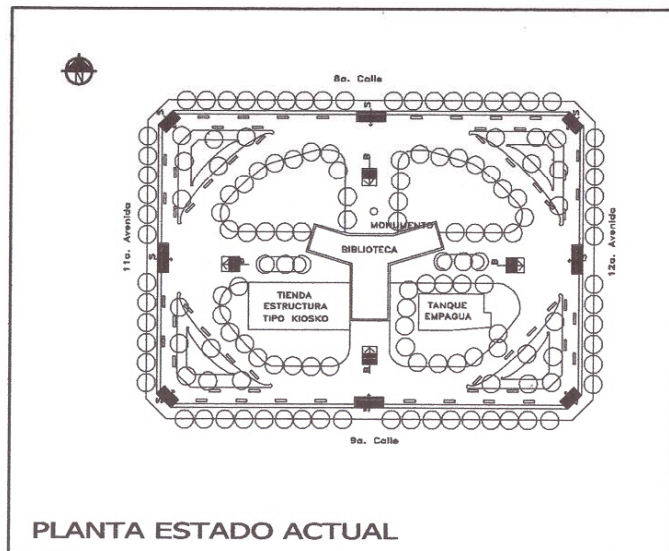 N
8a. Calle
S
S
S
B
MONUMENTO
BIBLIOTECA
11a. Avenida
12a. Avenida
S
B
B
S
TIENDA
ESTRUCTURA
TIPO KIOSKO
TANQUE
EMPAGUA
B
S
S
S
9a. Calle
PLANTA ESTADO ACTUAL